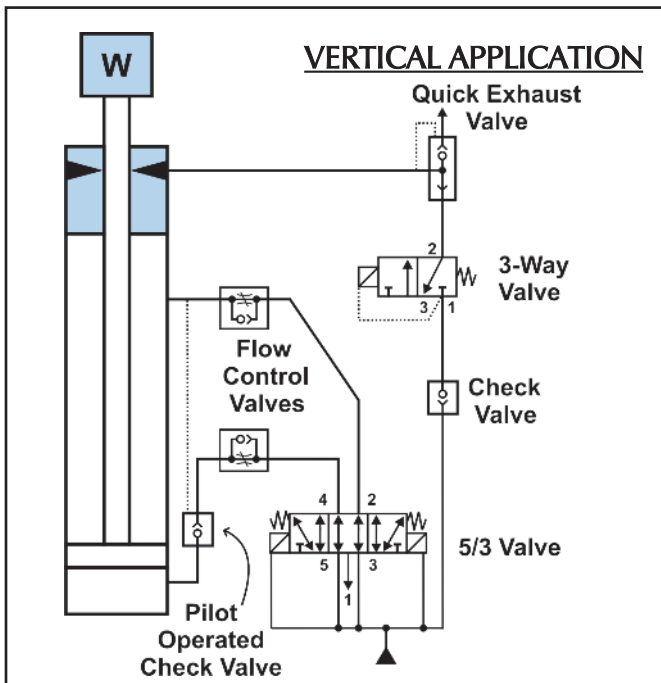 W
VERTICAL APPLICATION
Quick Exhaust
Valve
2
3-Way
Valve
3 1
Flow
Control
Valves
Check
Valve
4 2
5/3 Valve
5 3
1
Pilot
Operated
Check Valve